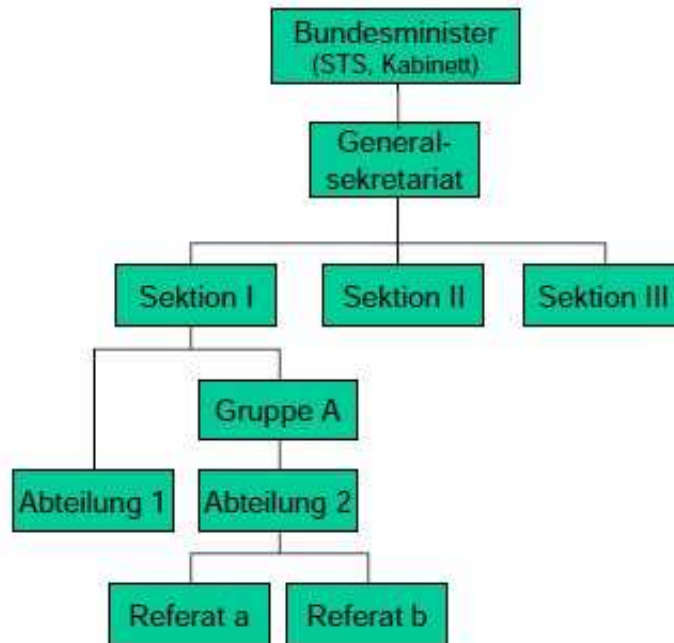 Bundesminister
(STS, Kabinett)
General-
sekretariat
Sektion I
Sektion II
Sektion III
Gruppe A
Abteilung 1
Abteilung 2
Referat a
Referat b